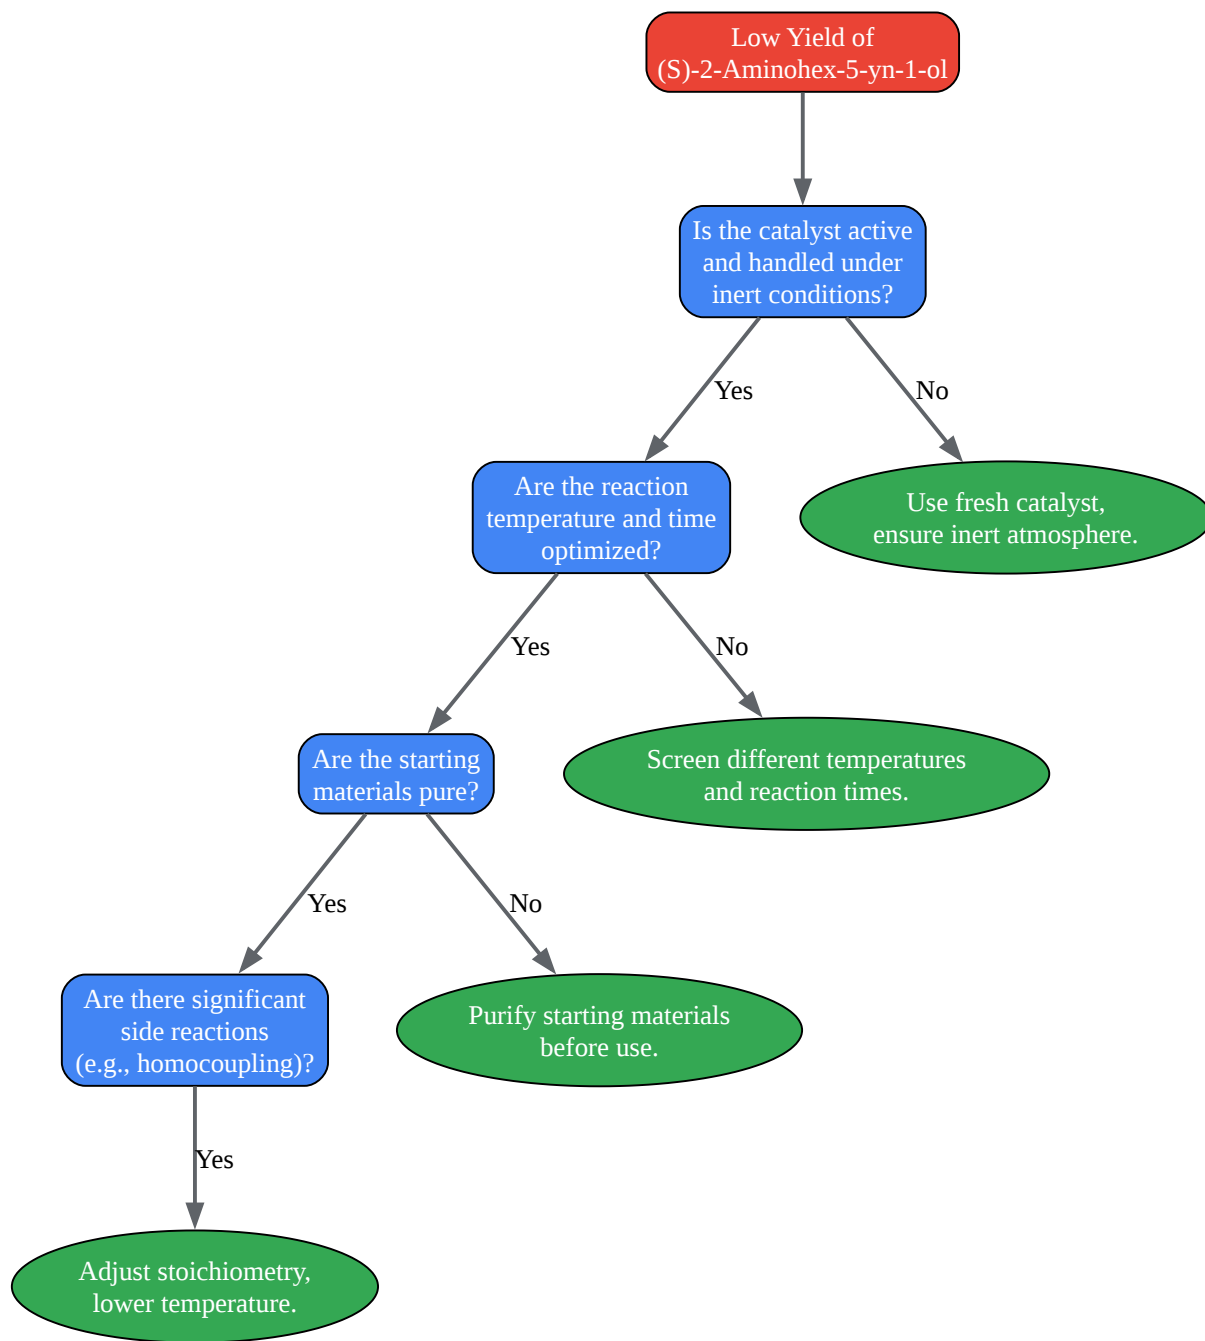 Low Yield of
(S)-2-Aminohex-5-yn-1-ol
Is the catalyst active
and handled under
inert conditions?
Yes
No
Are the reaction
temperature and time
optimized?
Use fresh catalyst,
ensure inert atmosphere.
Yes
No
Are the starting
materials pure?
Screen different temperatures
and reaction times.
Yes
No
Are there significant
side reactions
(e.g., homocoupling)?
Purify starting materials
before use.
Yes
Adjust stoichiometry,
lower temperature.